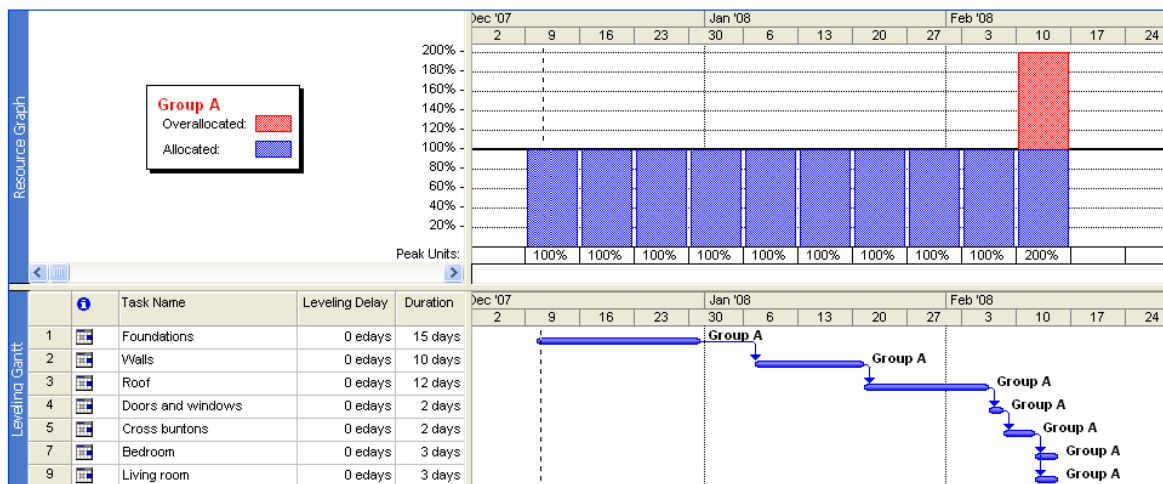 Dec '07 Jan '08 Feb '08
2 9 16 23 30 6 13 20 27 3 10 17 24
Resource Graph
Group A
Overallocated:
Allocated:
200%
180%
160%
140%
120%
100%
80%
60%
40%
20%
Peak Units: 100% 100% 100% 100% 100% 100% 100% 100% 100% 200%
Leveling Gantt
Task Name Leveling Delay Duration
Dec '07 Jan '08 Feb '08
2 9 16 23 30 6 13 20 27 3 10 17 24
1 Foundations 0 edays 15 days Group A
2 Walls 0 edays 10 days Group A
3 Roof 0 edays 12 days Group A
4 Doors and windows 0 edays 2 days Group A
5 Cross buntons 0 edays 2 days Group A
7 Bedroom 0 edays 3 days Group A
9 Living room 0 edays 3 days Group A